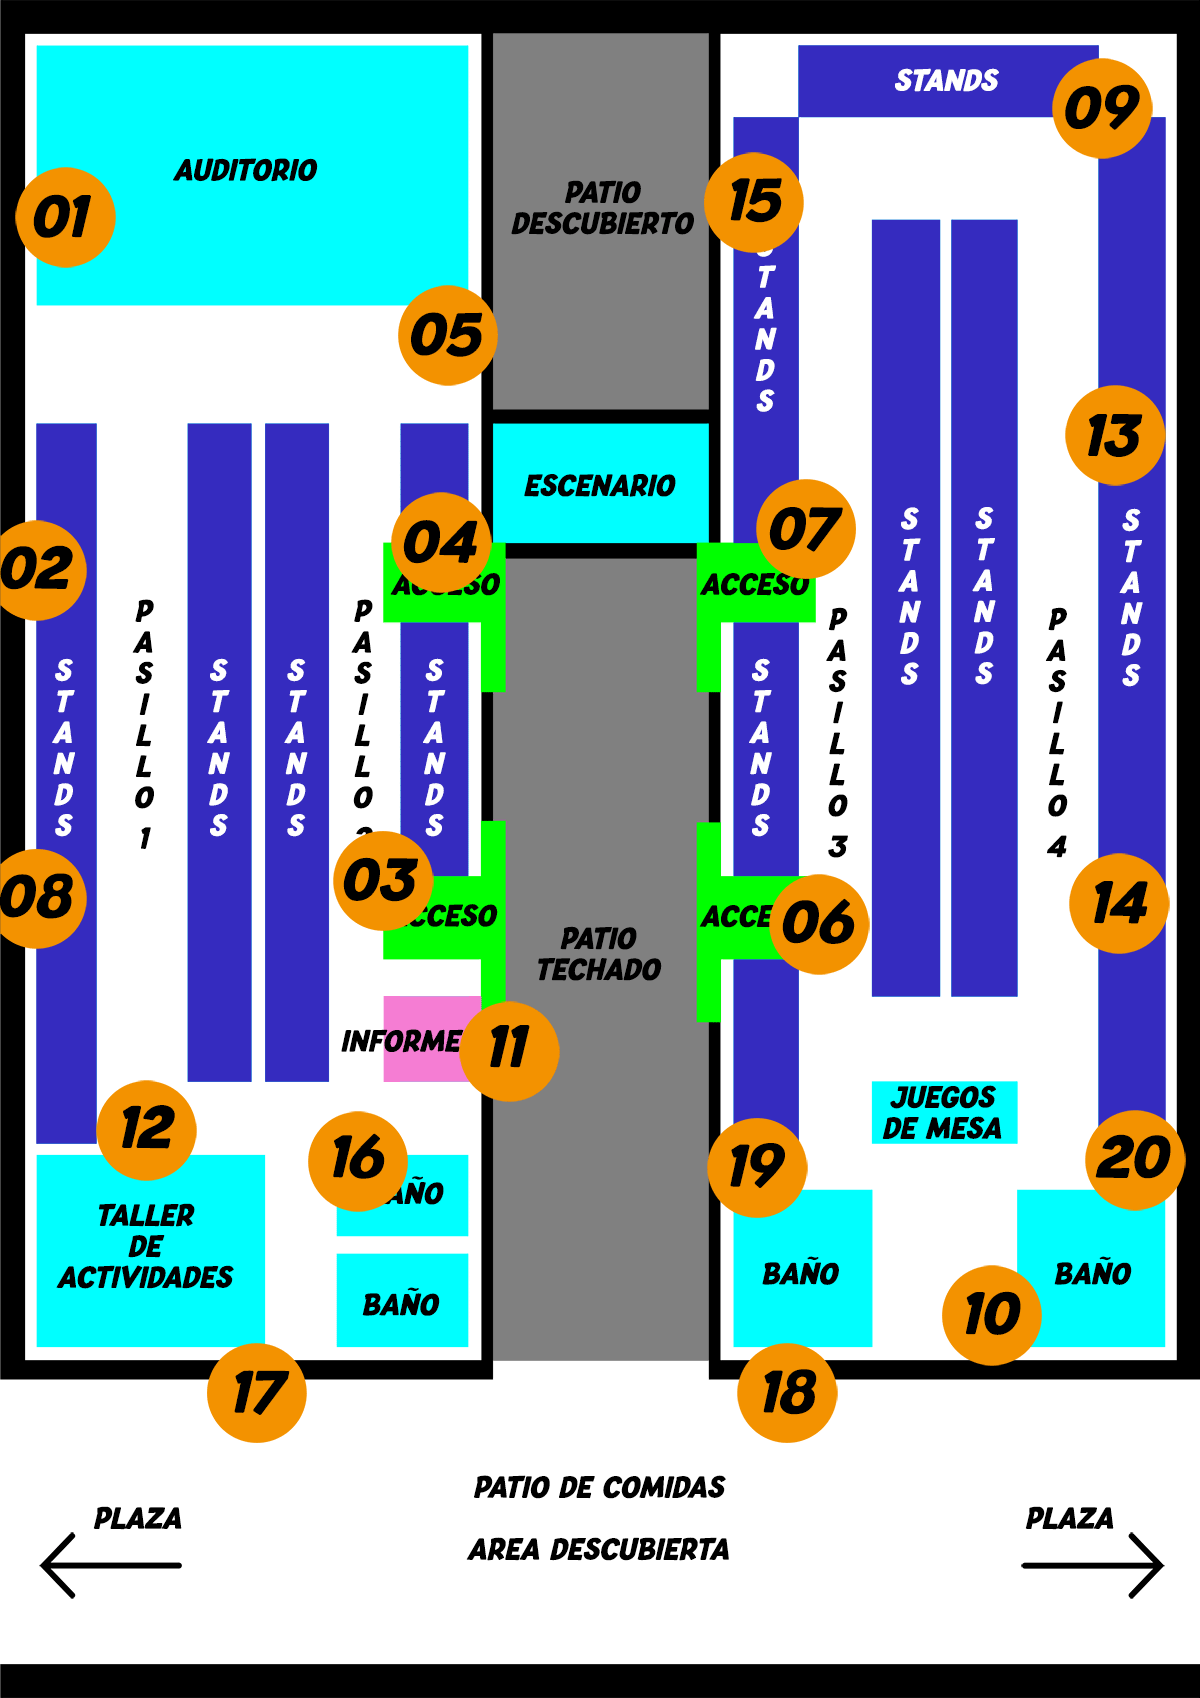 STANDS
09
AUDITORIO
01
PATIO
DESCUBIERTO
15
STANDS
05
13
ESCENARIO
07
04
02
ACCESO
ACCESO
STANDS
PASILLO 1
STANDS
STANDS
PASILLO
STANDS
STANDS
PASILLO 3
STANDS
STANDS
PASILLO 4
STANDS
08
03
ACCESO
ACCESO
06
14
PATIO
TECHADO
INFORME
11
12
16
BAÑO
19
JUEGOS
DE MESA
20
TALLER
DE
ACTIVIDADES
BAÑO
BAÑO
10
BAÑO
17
18
PATIO DE COMIDAS
AREA DESCUBIERTA
PLAZA
PLAZA